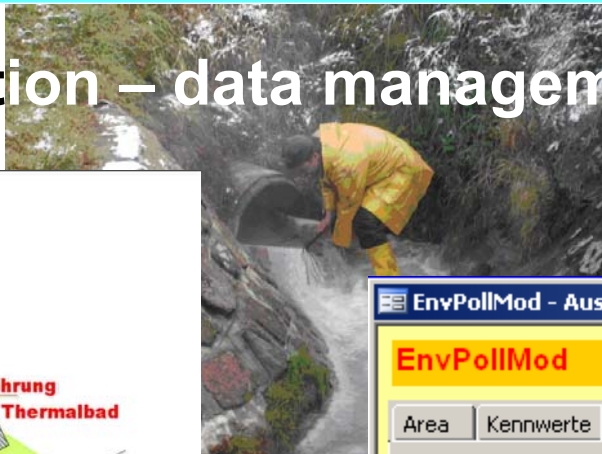 tion – data managem
hrung
Thermalbad
EnvPollMod - Aus
EnvPollMod
Area Kennwerte